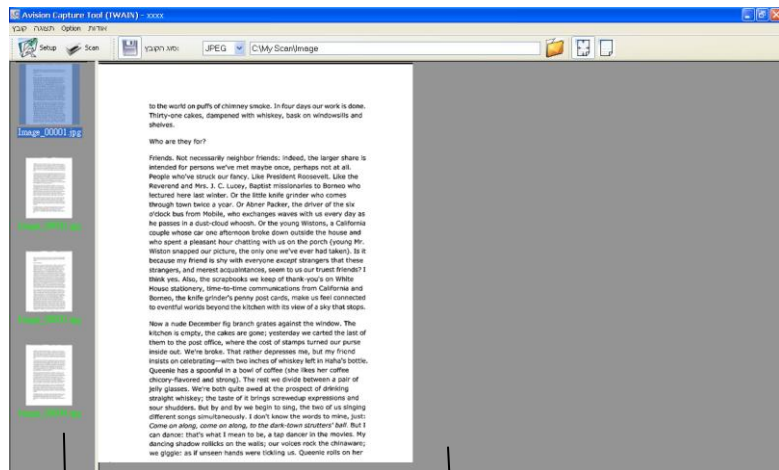 Avision Capture Tool (TWAIN) - xxxx
קובץ תצוגה Option אודות
Setup Scan סוג הקובץ: JPEG C:\My Scan\Image
Image_00001.jpg
to the world on puffs of chimney smoke. In four days our work is done.
Thirty-one cakes, dampened with whiskey, bask on windowsills and
shelves.
Who are they for?
Friends. Not necessarily neighbor friends: indeed, the larger share is
intended for persons we've met maybe once, perhaps not at all.
People who've struck our fancy. Like President Roosevelt. Like the
Reverend and Mrs. J. C. Lucey, Baptist missionaries to Borneo who
lectured here last winter. Or the little knife grinder who comes
through town twice a year. Or Abner Packer, the driver of the six
o'clock bus from Mobile, who exchanges waves with us every day as
he passes in a dust-cloud whoosh. Or the young Wistons, a California
couple whose car one afternoon broke down outside the house and
who spent a pleasant hour chatting with us on the porch (young Mr.
Wiston snapped our picture, the only one we've ever had taken). Is it
because my friend is shy with everyone except strangers that these
strangers, and merest acquaintances, seem to us our truest friends? I
think yes. Also, the scrapbooks we keep of thank-you's on White
House stationery, time-to-time communications from California and
Borneo, the knife grinder's penny post cards, make us feel connected
to eventful worlds beyond the kitchen with its view of a sky that stops.
Now a nude December fig branch grates against the window. The
kitchen is empty, the cakes are gone; yesterday we carted the last of
them to the post office, where the cost of stamps turned our purse
inside out. We're broke. That rather depresses me, but my friend
insists on celebrating—with two inches of whiskey left in Haha's bottle.
Queenie has a spoonful in a bowl of coffee (she likes her coffee
chicory-flavored and strong). The rest we divide between a pair of
jelly glasses. We're both quite awed at the prospect of drinking
straight whiskey; the taste of it brings screwedup expressions and
sour shudders. But by and by we begin to sing, the two of us singing
different songs simultaneously. I don't know the words to mine, just:
Come on along, come on along, to the dark-town strutters' ball. But I
can dance: that's what I mean to be, a tap dancer in the movies. My
dancing shadow rollicks on the walls; our voices rock the chinaware;
we giggle: as if unseen hands were tickling us. Queenie rolls on her